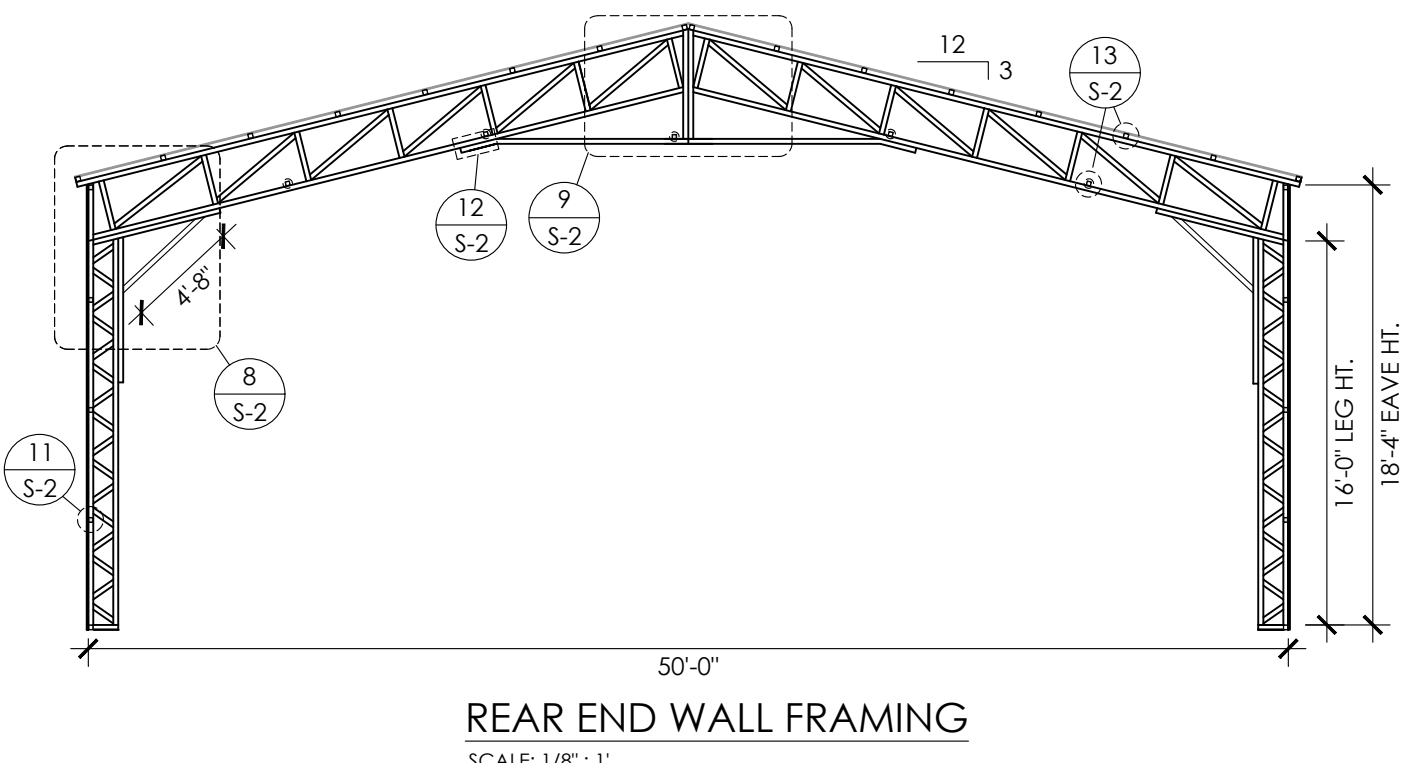 12
3
13
S-2
12
S-2
9
S-2
4'-8"
8
S-2
11
S-2
16'-0" LEG HT.
18'-4" EAVE HT.
50'-0"
REAR END WALL FRAMING
SCALE: 1/8" : 1'